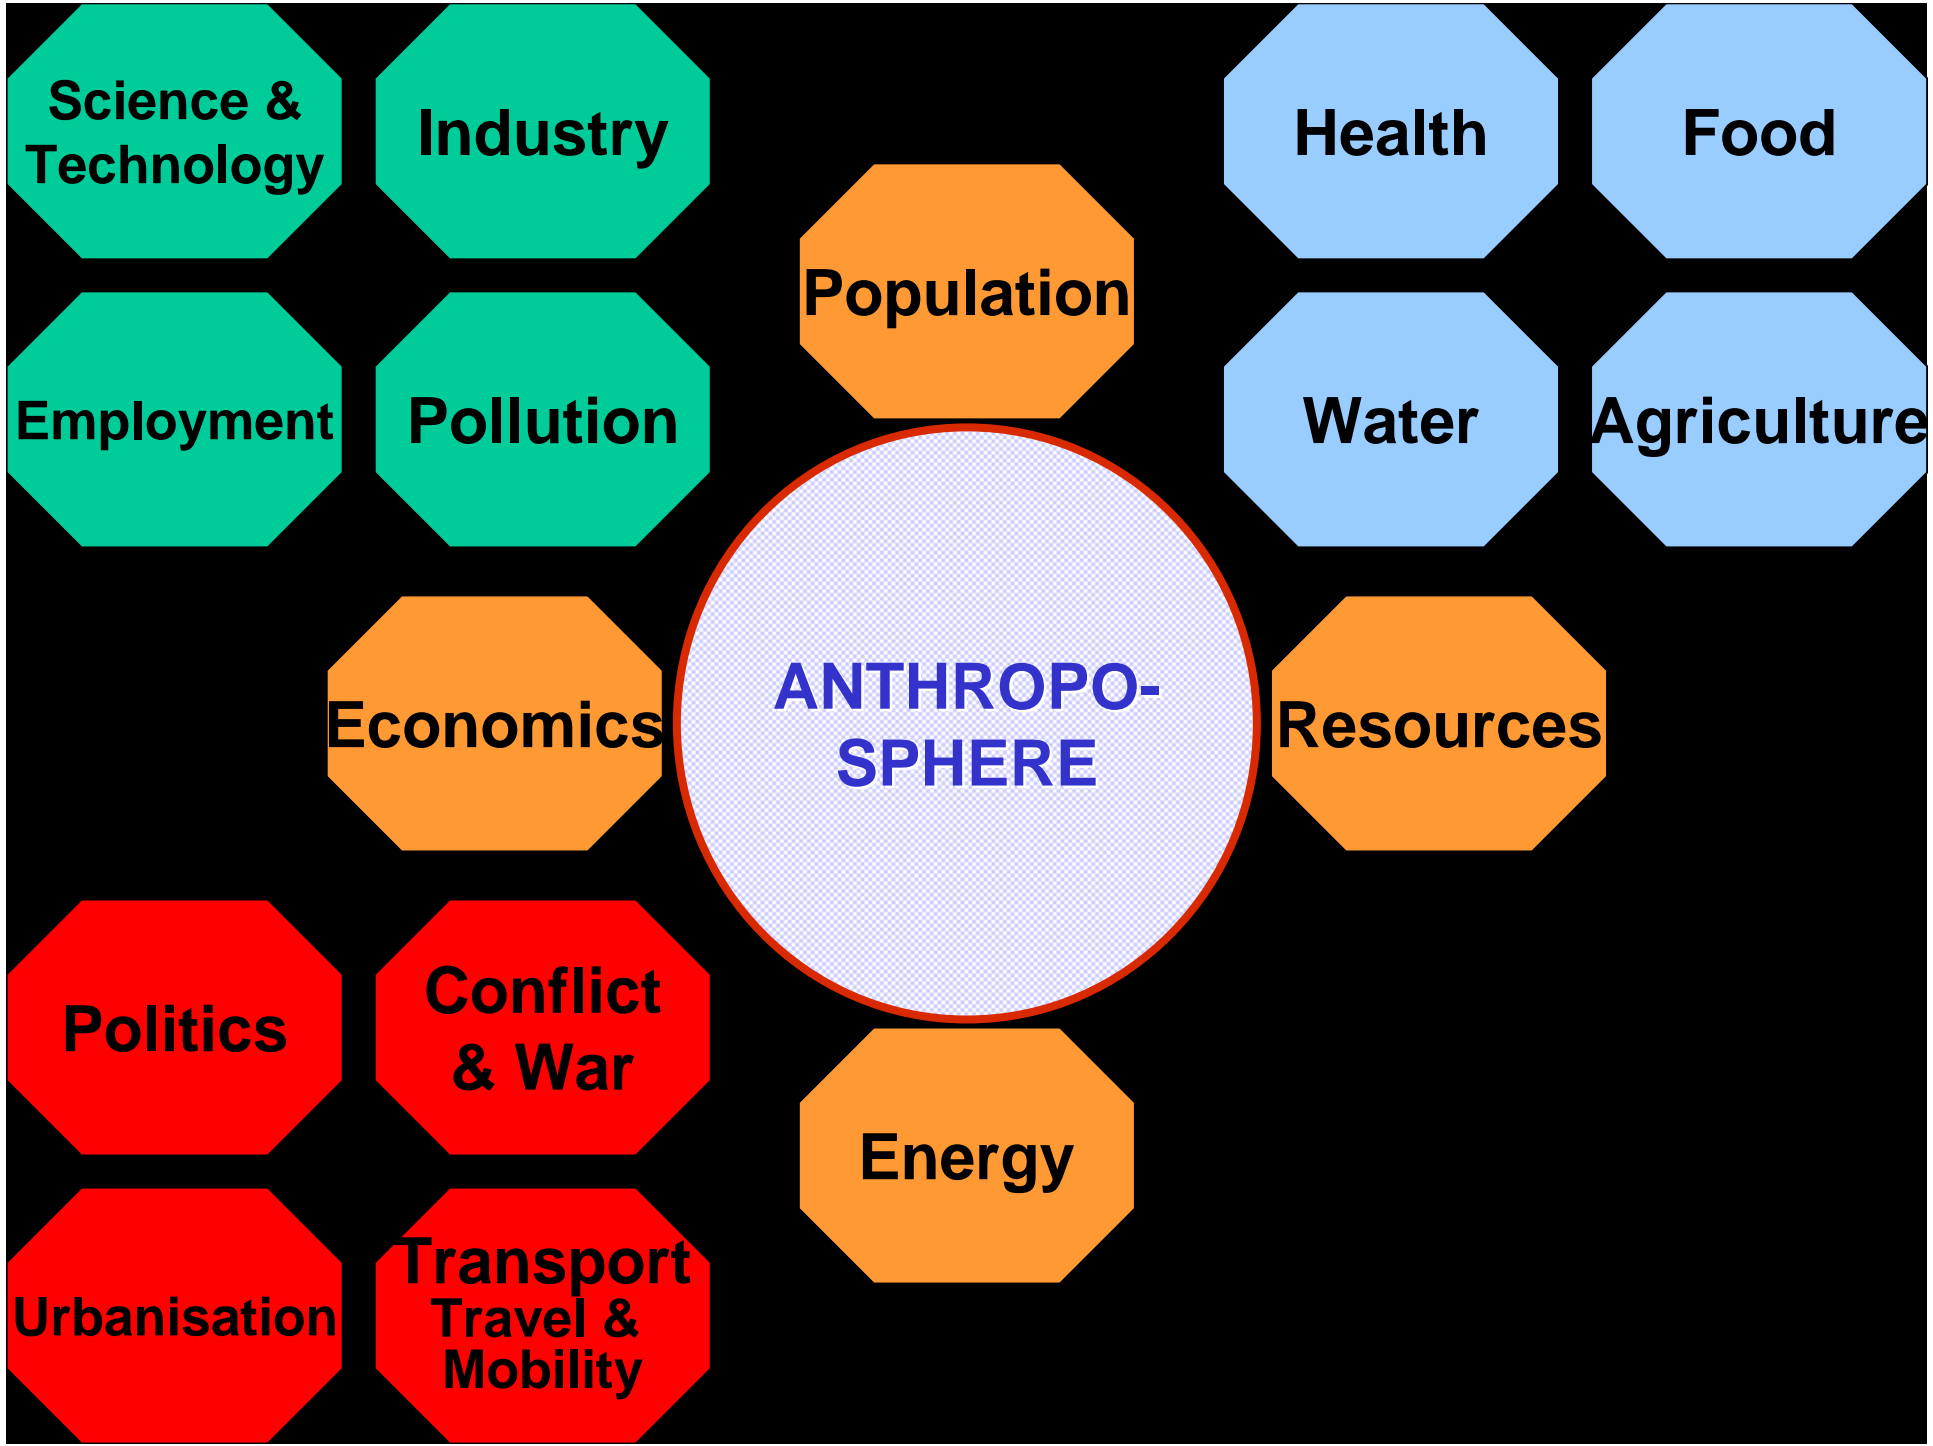 Science &
Technology
Industry
Employment
Pollution
Population
Health
Food
Water
Agriculture
Economics
ANTHROPO-
SPHERE
Resources
Politics
Conflict
& War
Urbanisation
Transport
Travel &
Mobility
Energy